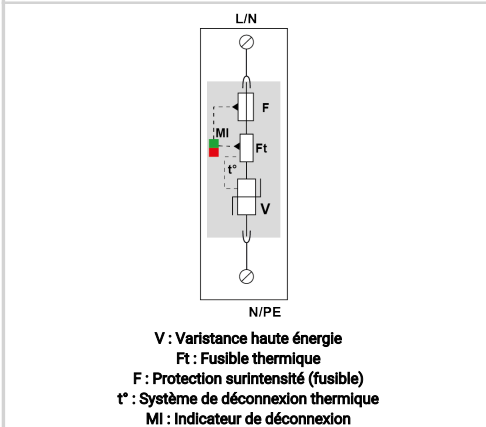 L/N
F
MI
Ft
t°
V
N/PE
V : Varistance haute énergie
Ft : Fusible thermique
F : Protection surintensité (fusible)
t° : Système de déconnexion thermique
MI : Indicateur de déconnexion